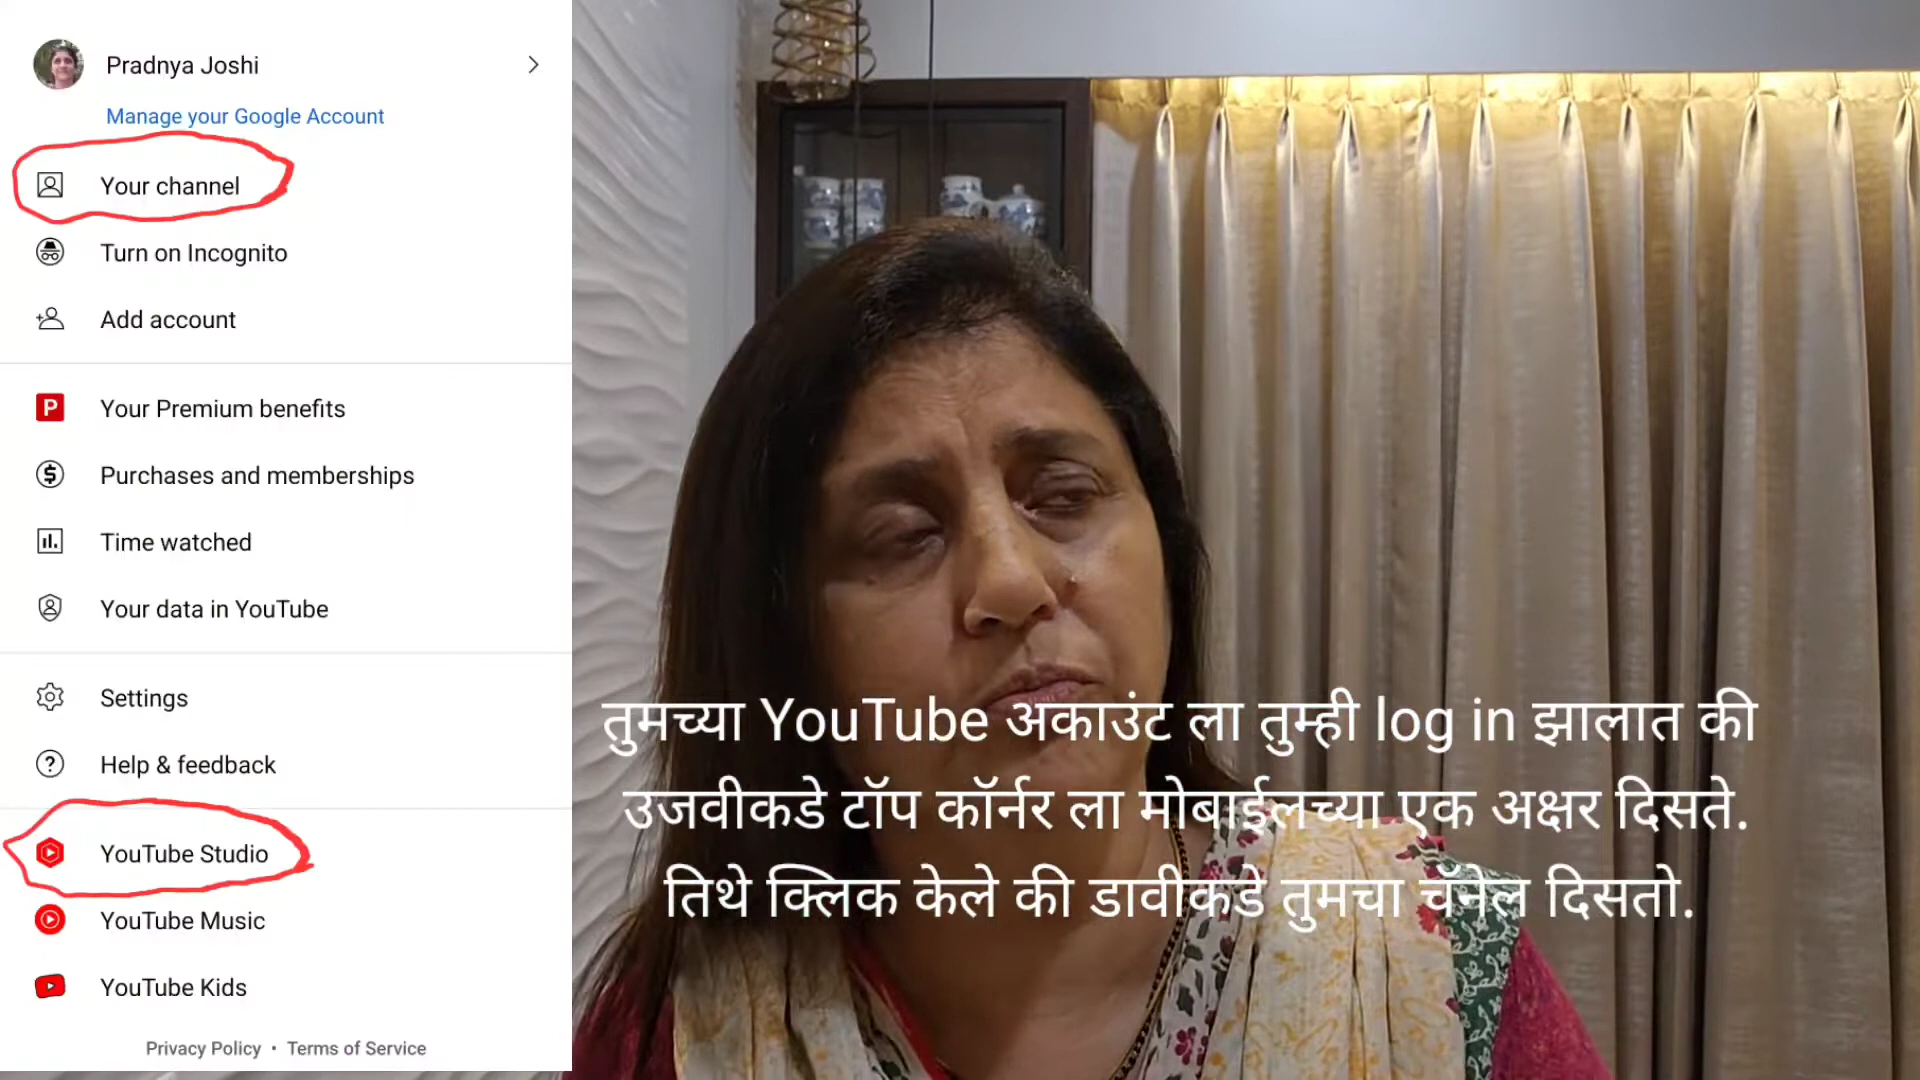 Pradnya Joshi
Manage your Google Account
Your channel
Turn on Incognito
Add account
P
Your Premium benefits
Purchases and memberships
Time watched
Your data in YouTube
Settings
Help & feedback
YouTube Studio
YouTube Music
YouTube Kids
Privacy Policy • Terms of Service
तुमच्या YouTube अकाउंट ला तुम्ही log in झालात की
उजवीकडे टॉप कॉर्नर ला मोबाईलच्या एक अक्षर दिसते.
तिथे क्लिक केले की डावीकडे तुमचा चॅनेल दिसतो.